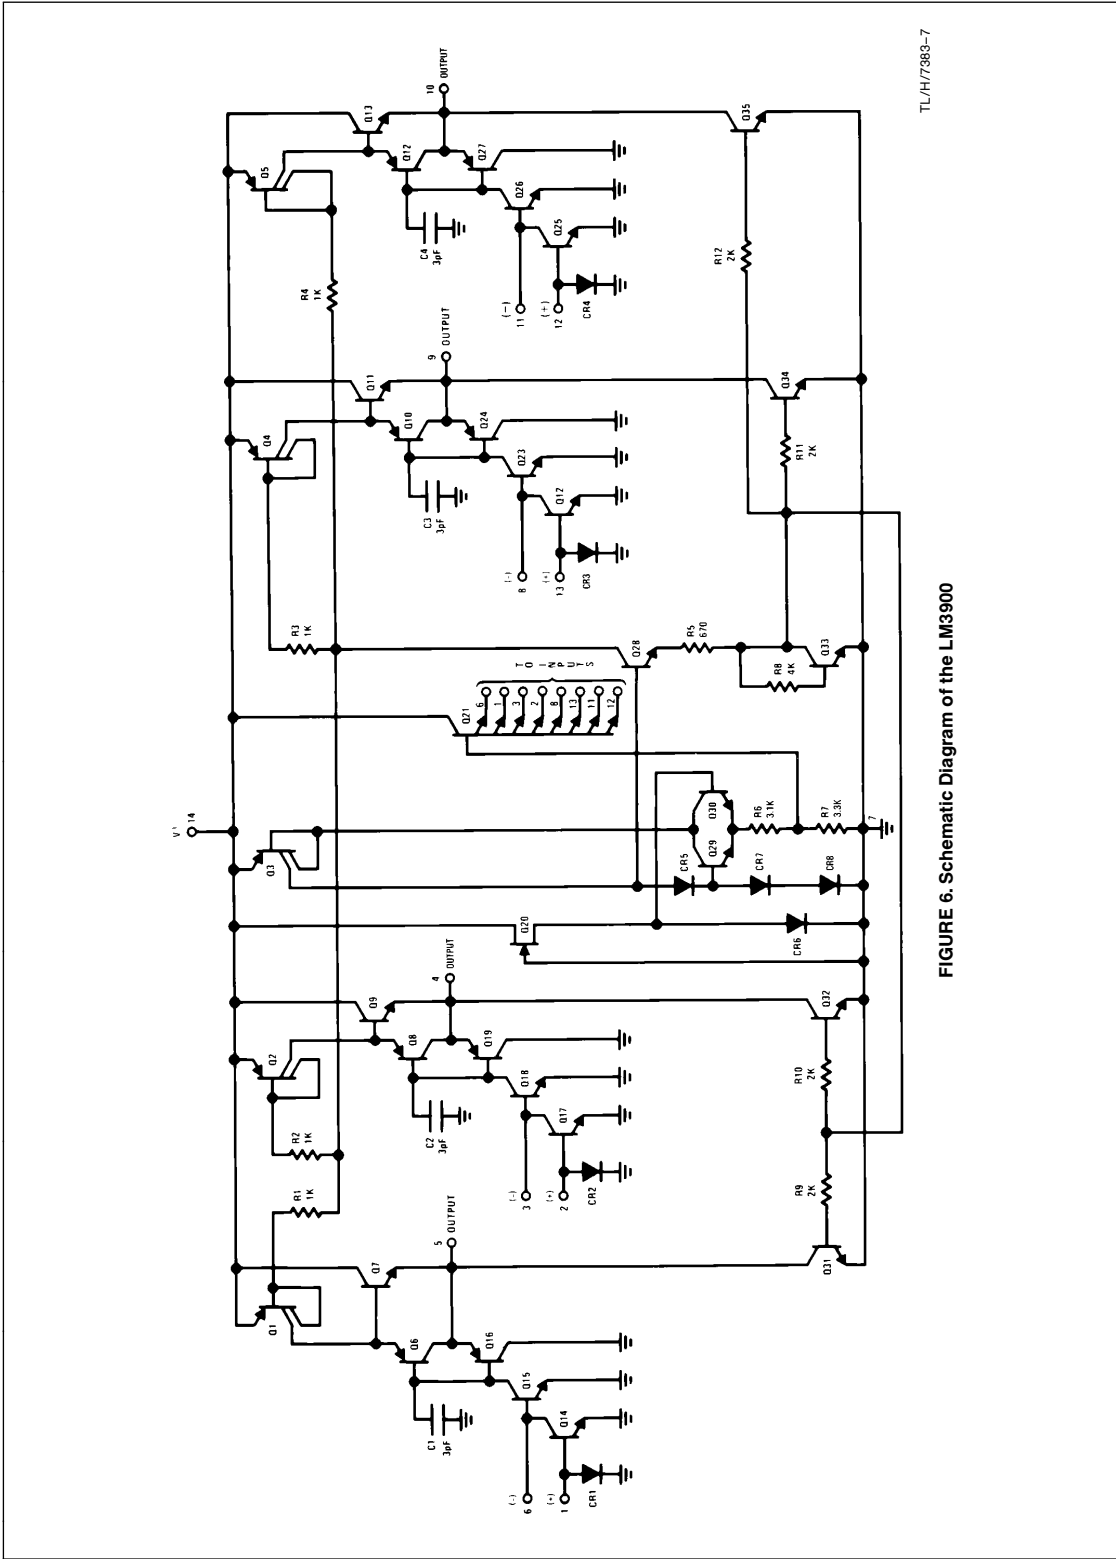 V+ 14
Q1
R1
1K
R2
1K
Q2
Q3
R3
1K
Q4
R4
1K
Q5
C1
3pF
Q6
Q7
5
OUTPUT
Q16
Q15
Q14
(-)
6
(+)
1
CR1
C2
3pF
Q8
Q9
4
OUTPUT
Q19
Q18
Q17
(-)
3
(+)
2
CR2
Q20
CR6
CR5
Q29
Q30
CR7
CR8
R6
3.1K
R7
3.3K
7
Q21
6
1
3
2
8
13
11
12
TO INPUTS
Q28
R5
670
R8
4K
Q33
C3
3pF
Q10
Q11
9
OUTPUT
Q24
Q23
Q12
(-)
8
(+)
13
CR3
C4
3pF
Q12
Q13
10
OUTPUT
Q27
Q26
Q25
(-)
11
(+)
12
CR4
Q31
R9
2K
R10
2K
Q32
R11
2K
Q34
R12
2K
Q35
TL/H/7383–7
FIGURE 6. Schematic Diagram of the LM3900